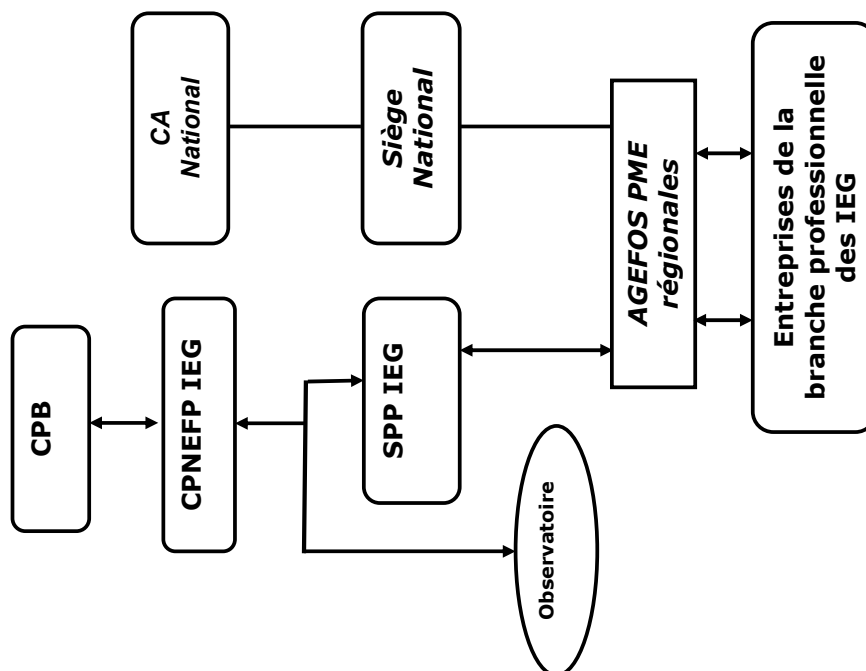 CPB
CPNEFP IEG
SPP IEG
Observatoire
CA
National
Siège
National
AGEFOS PME
régionales
Entreprises de la
branche professionnelle
des IEG